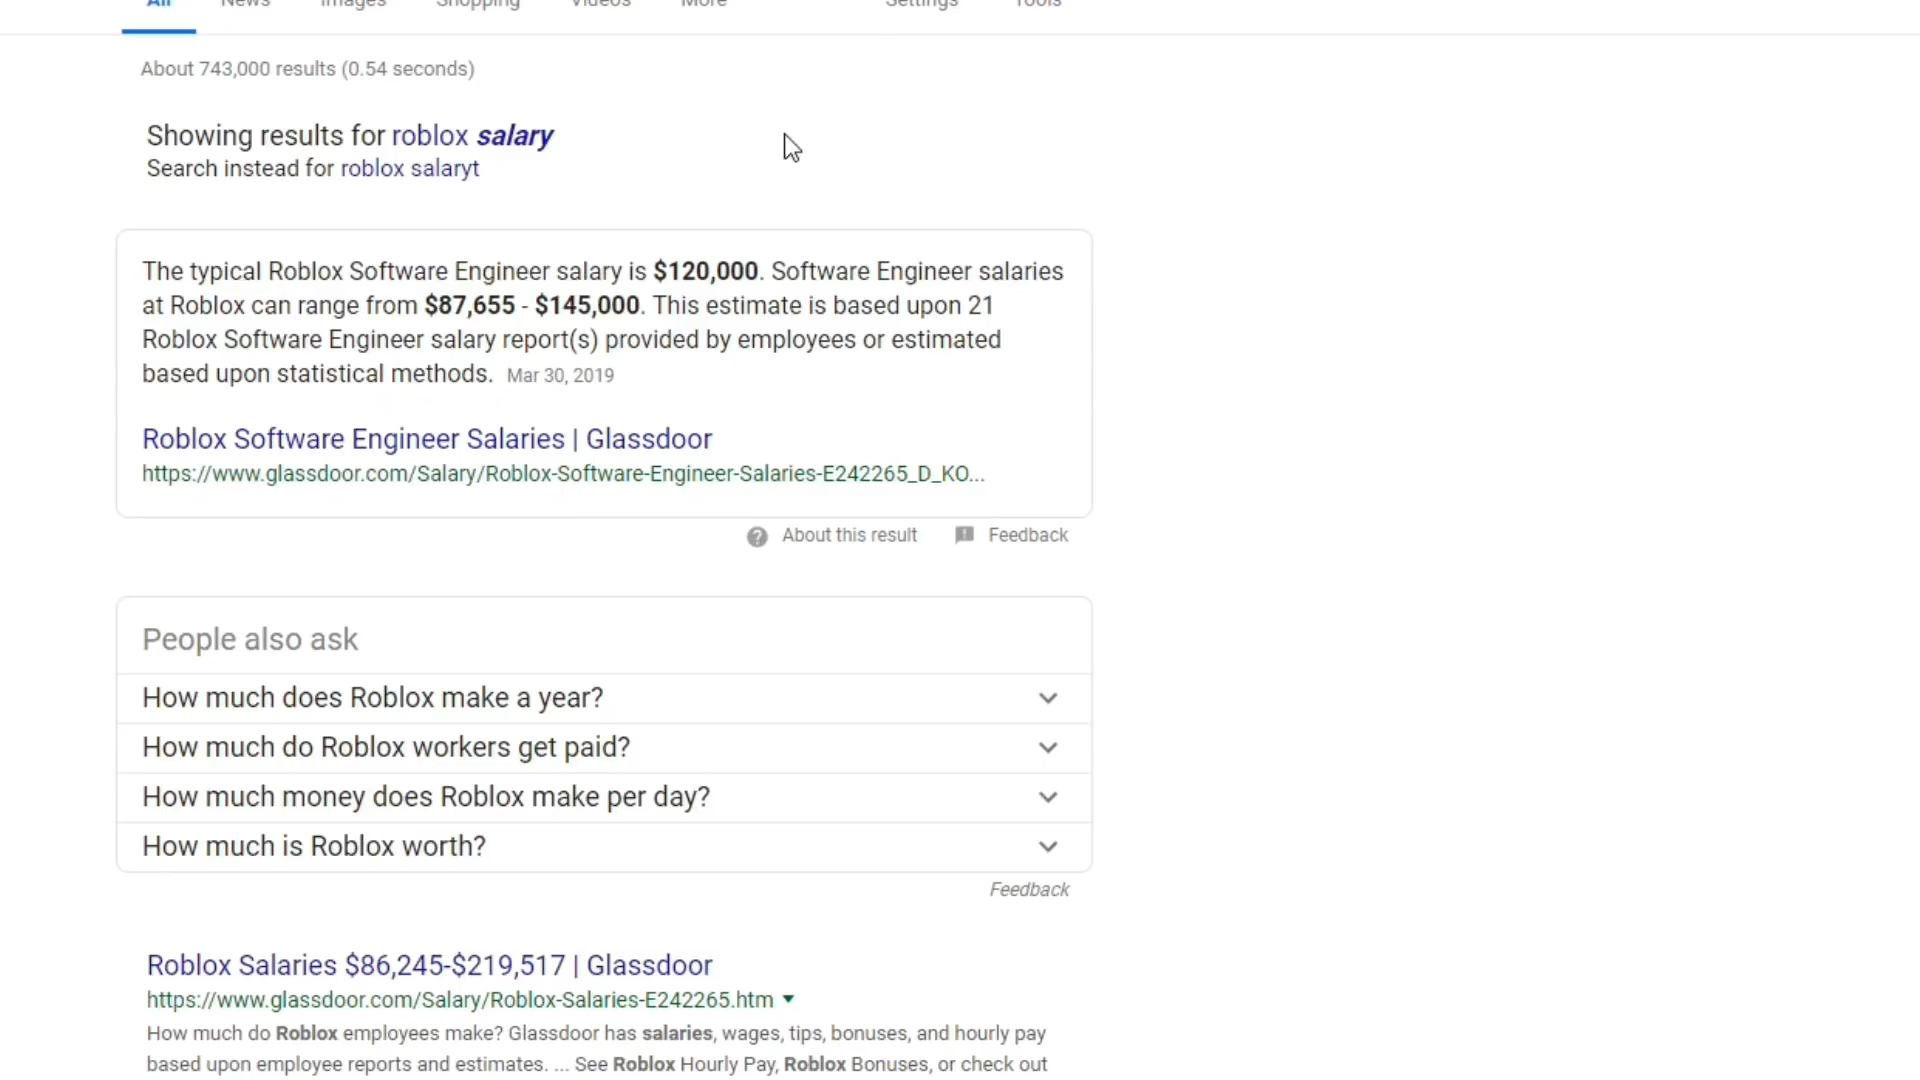 All News Images Shopping Videos More Settings Tools
About 743,000 results (0.54 seconds)
Showing results for roblox salary
Search instead for roblox salaryt
The typical Roblox Software Engineer salary is $120,000. Software Engineer salaries
at Roblox can range from $87,655 - $145,000. This estimate is based upon 21
Roblox Software Engineer salary report(s) provided by employees or estimated
based upon statistical methods. Mar 30, 2019
Roblox Software Engineer Salaries | Glassdoor
https://www.glassdoor.com/Salary/Roblox-Software-Engineer-Salaries-E242265_D_KO...
About this result Feedback
People also ask
How much does Roblox make a year?
How much do Roblox workers get paid?
How much money does Roblox make per day?
How much is Roblox worth?
Feedback
Roblox Salaries $86,245-$219,517 | Glassdoor
https://www.glassdoor.com/Salary/Roblox-Salaries-E242265.htm
How much do Roblox employees make? Glassdoor has salaries, wages, tips, bonuses, and hourly pay
based upon employee reports and estimates. ... See Roblox Hourly Pay, Roblox Bonuses, or check out